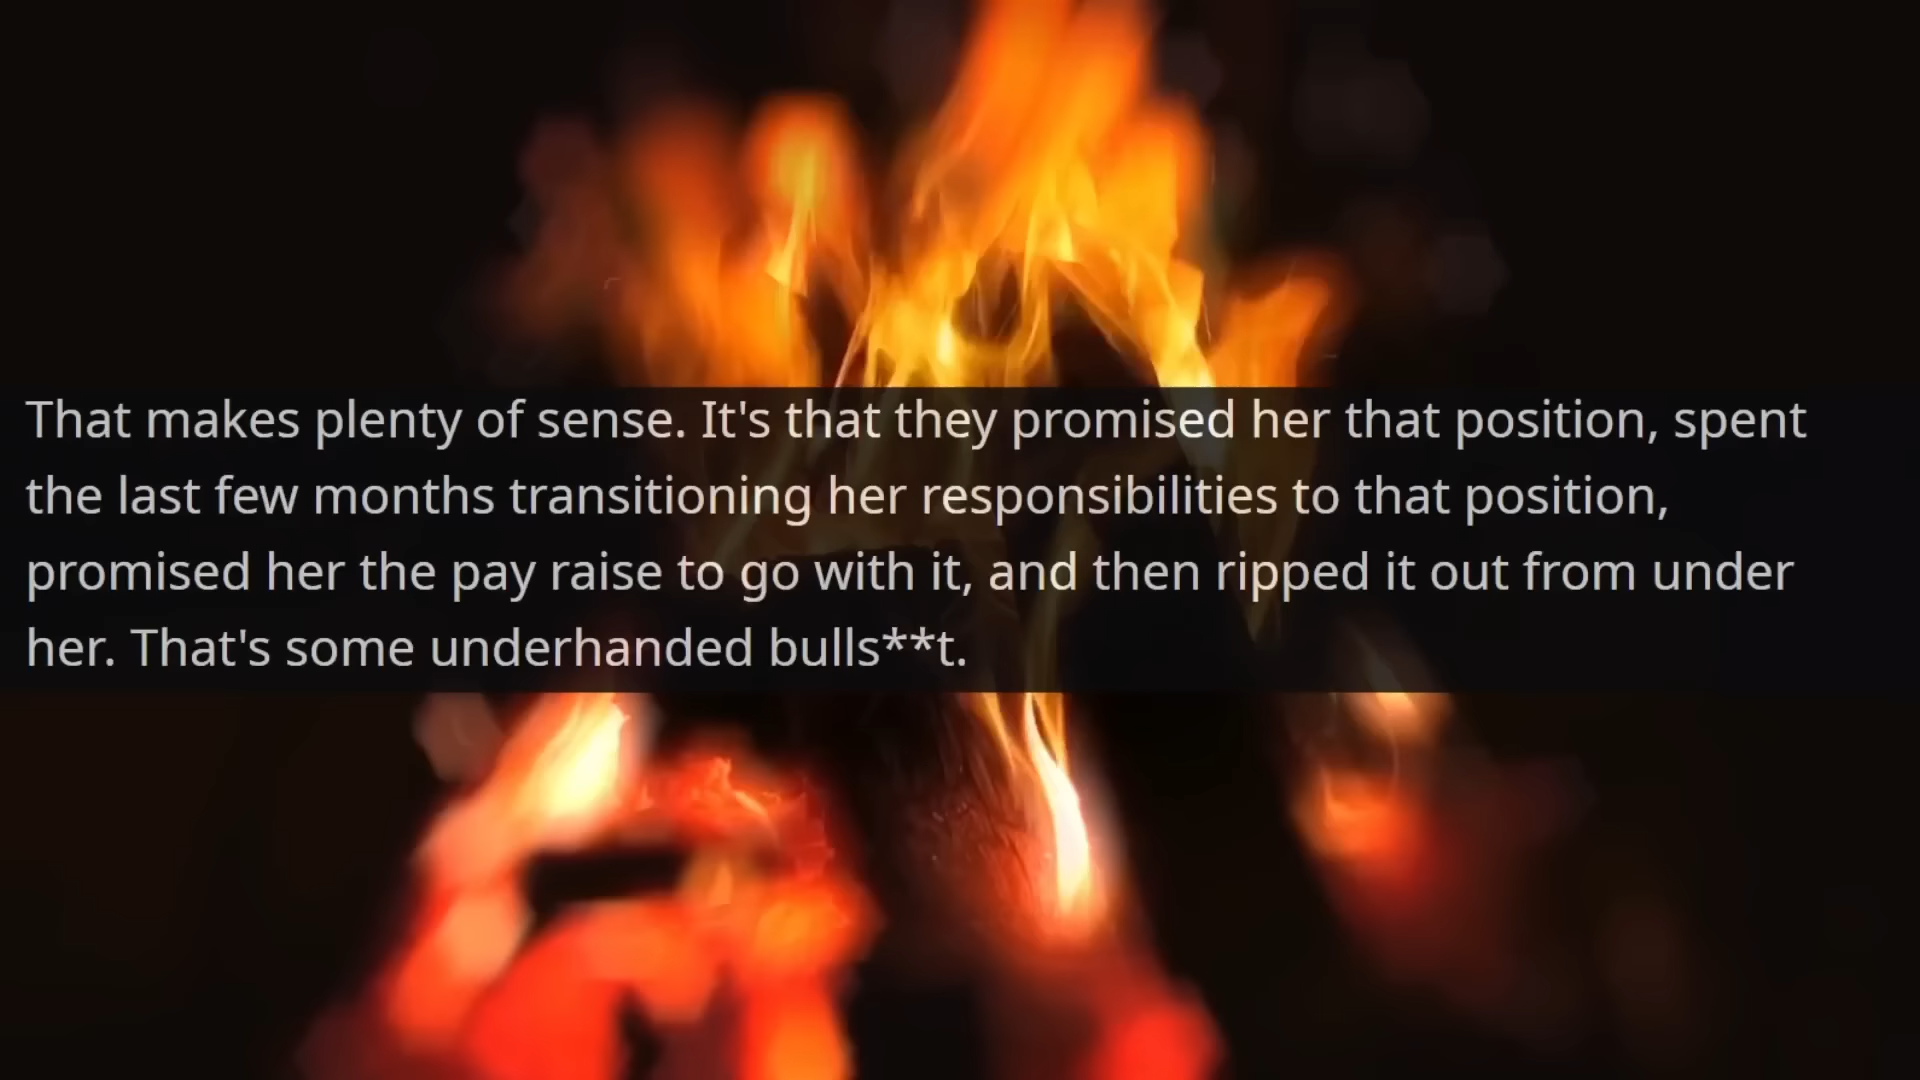 That makes plenty of sense. It's that they promised her that position, spent
the last few months transitioning her responsibilities to that position,
promised her the pay raise to go with it, and then ripped it out from under
her. That's some underhanded bulls**t.